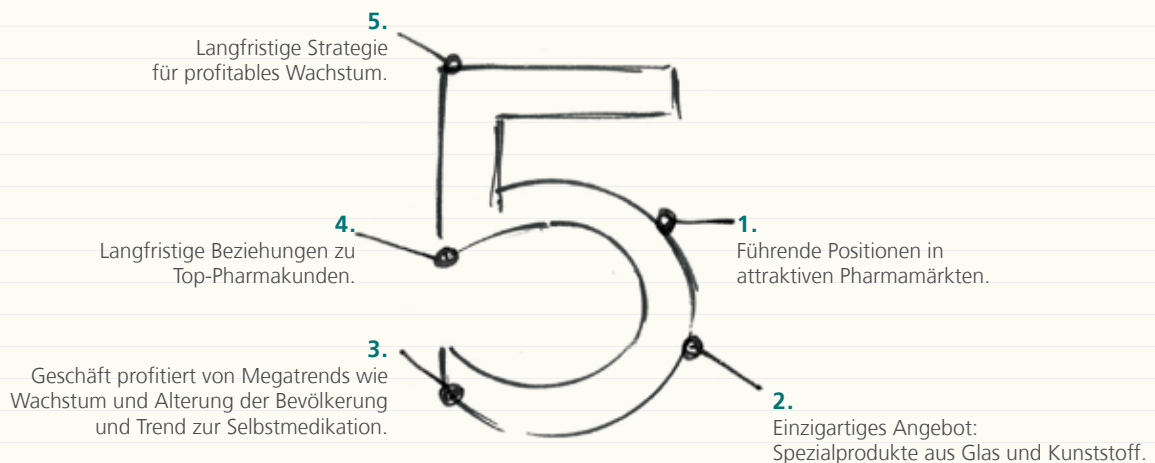 5.
Langfristige Strategie
für profitables Wachstum.
5
4.
Langfristige Beziehungen zu
Top-Pharmakunden.
1.
Führende Positionen in
attraktiven Pharmamärkten.
3.
Geschäft profitiert von Megatrends wie
Wachstum und Alterung der Bevölkerung
und Trend zur Selbstmedikation.
2.
Einzigartiges Angebot:
Spezialprodukte aus Glas und Kunststoff.